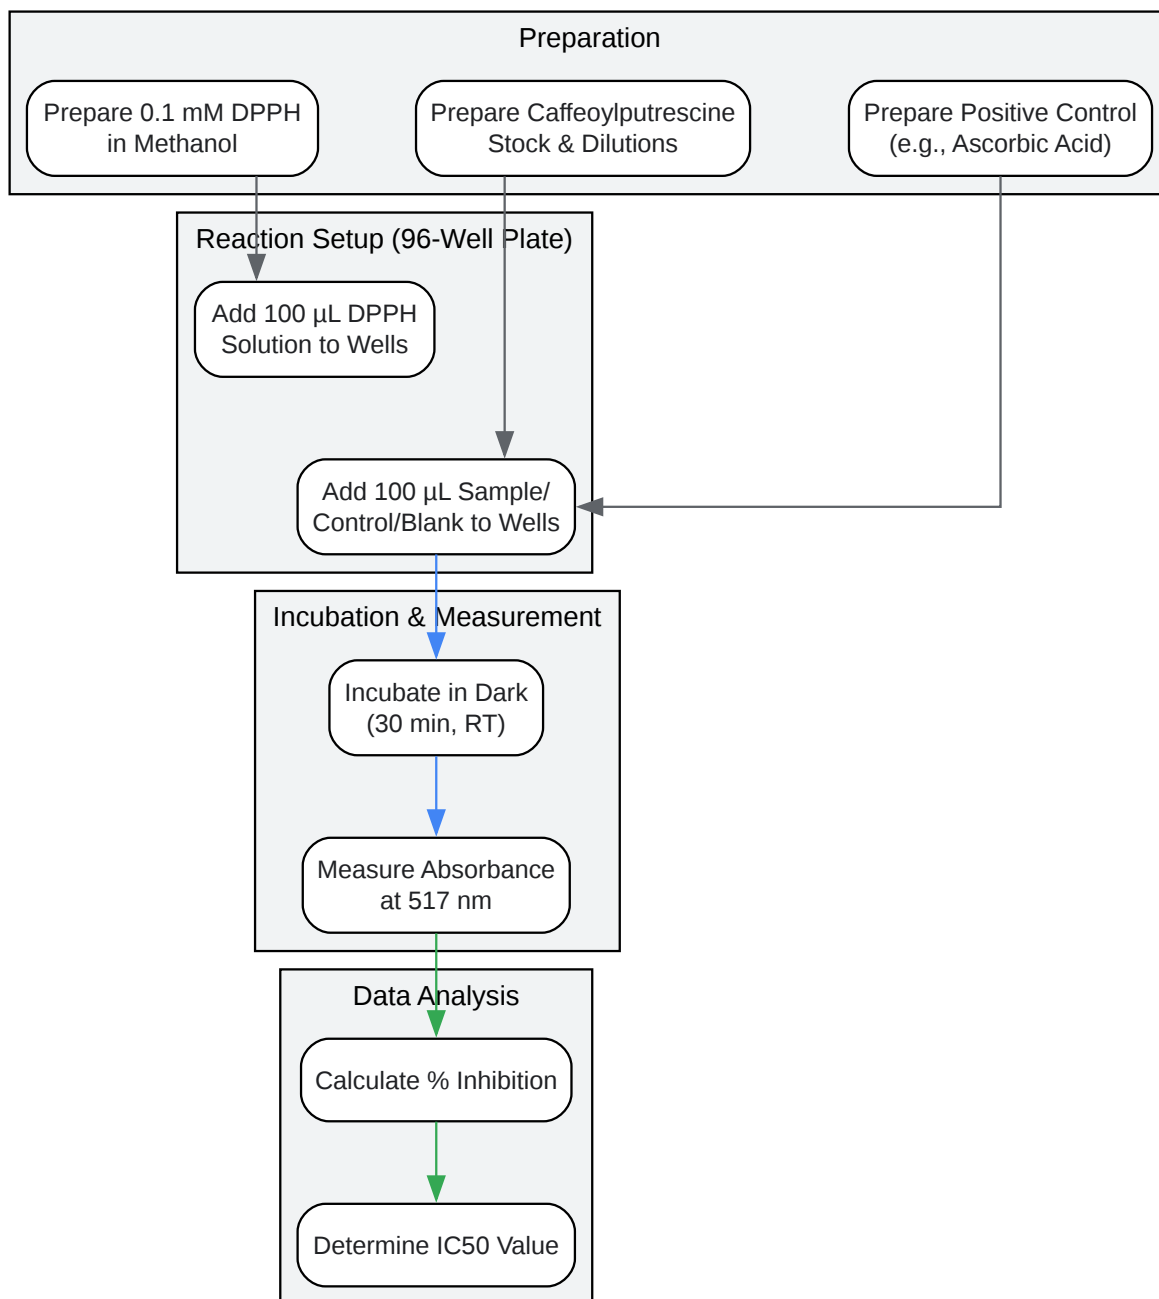 Preparation
Prepare 0.1 mM DPPH
in Methanol
Prepare Caffeoylputrescine
Stock & Dilutions
Prepare Positive Control
(e.g., Ascorbic Acid)
Reaction Setup (96-Well Plate)
Add 100 µL DPPH
Solution to Wells
Add 100 µL Sample/
Control/Blank to Wells
Incubation & Measurement
Incubate in Dark
(30 min, RT)
Measure Absorbance
at 517 nm
Data Analysis
Calculate % Inhibition
Determine IC50 Value